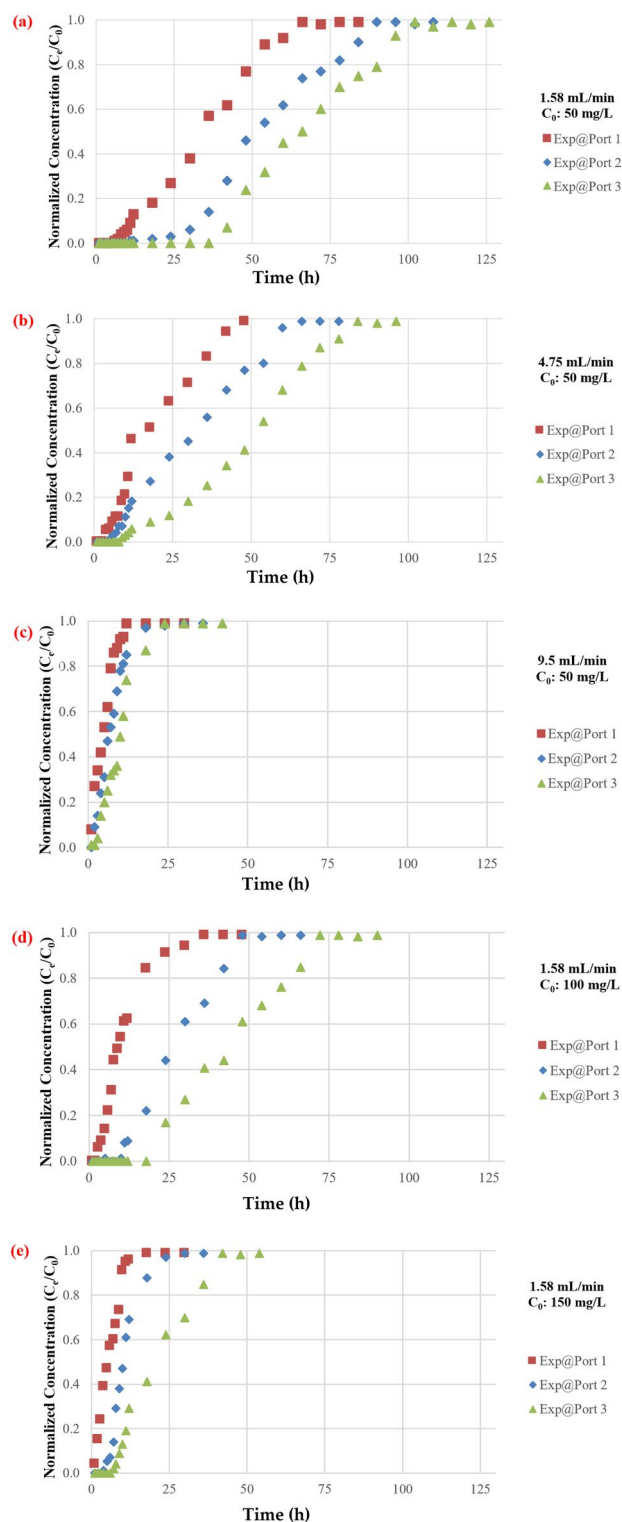 (a)
Normalized Concentration (Ce/C0)
1.0
0.8
0.6
0.4
0.2
0.0
0
25
50
75
100
125
Time (h)
1.58 mL/min
C0: 50 mg/L
Exp@Port 1
Exp@Port 2
Exp@Port 3
(b)
Normalized Concentration (Ce/C0)
1.0
0.8
0.6
0.4
0.2
0.0
0
25
50
75
100
125
Time (h)
4.75 mL/min
C0: 50 mg/L
Exp@Port 1
Exp@Port 2
Exp@Port 3
(c)
Normalized Concentration (Ce/C0)
1.0
0.8
0.6
0.4
0.2
0.0
0
25
50
75
100
125
Time (h)
9.5 mL/min
C0: 50 mg/L
Exp@Port 1
Exp@Port 2
Exp@Port 3
(d)
Normalized Concentration (Ce/C0)
1.0
0.8
0.6
0.4
0.2
0.0
0
25
50
75
100
125
Time (h)
1.58 mL/min
C0: 100 mg/L
Exp@Port 1
Exp@Port 2
Exp@Port 3
(e)
Normalized Concentration (Ce/C0)
1.0
0.8
0.6
0.4
0.2
0.0
0
25
50
75
100
125
Time (h)
1.58 mL/min
C0: 150 mg/L
Exp@Port 1
Exp@Port 2
Exp@Port 3